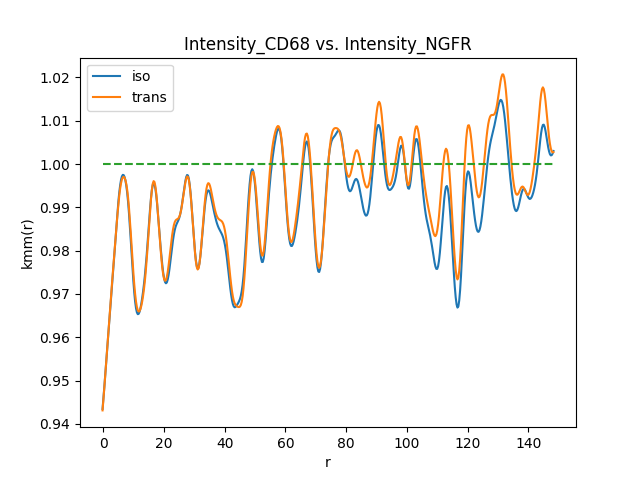 Intensity_CD68 vs. Intensity_NGFR
iso
trans
1.02
1.01
1.00
0.99
0.98
0.97
0.96
0.95
0.94
kmm(r)
0 20 40 60 80 100 120 140
r